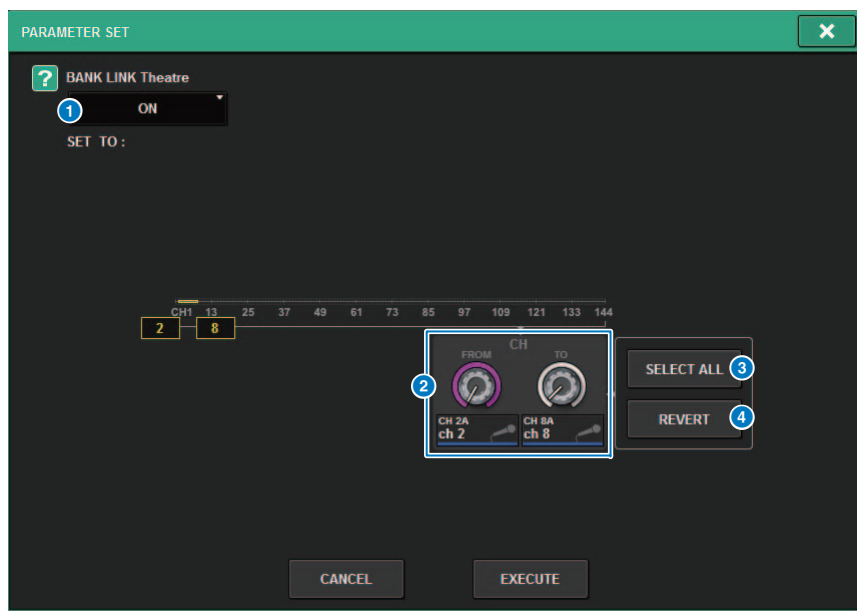 PARAMETER SET
?
BANK LINK Theatre
1
ON
SET TO :
CH1 13 25 37 49 61 73 85 97 109 121 133 144
2 8
CH
FROM TO
2
CH 2A
ch 2
CH 8A
ch 8
SELECT ALL 3
REVERT 4
CANCEL EXECUTE